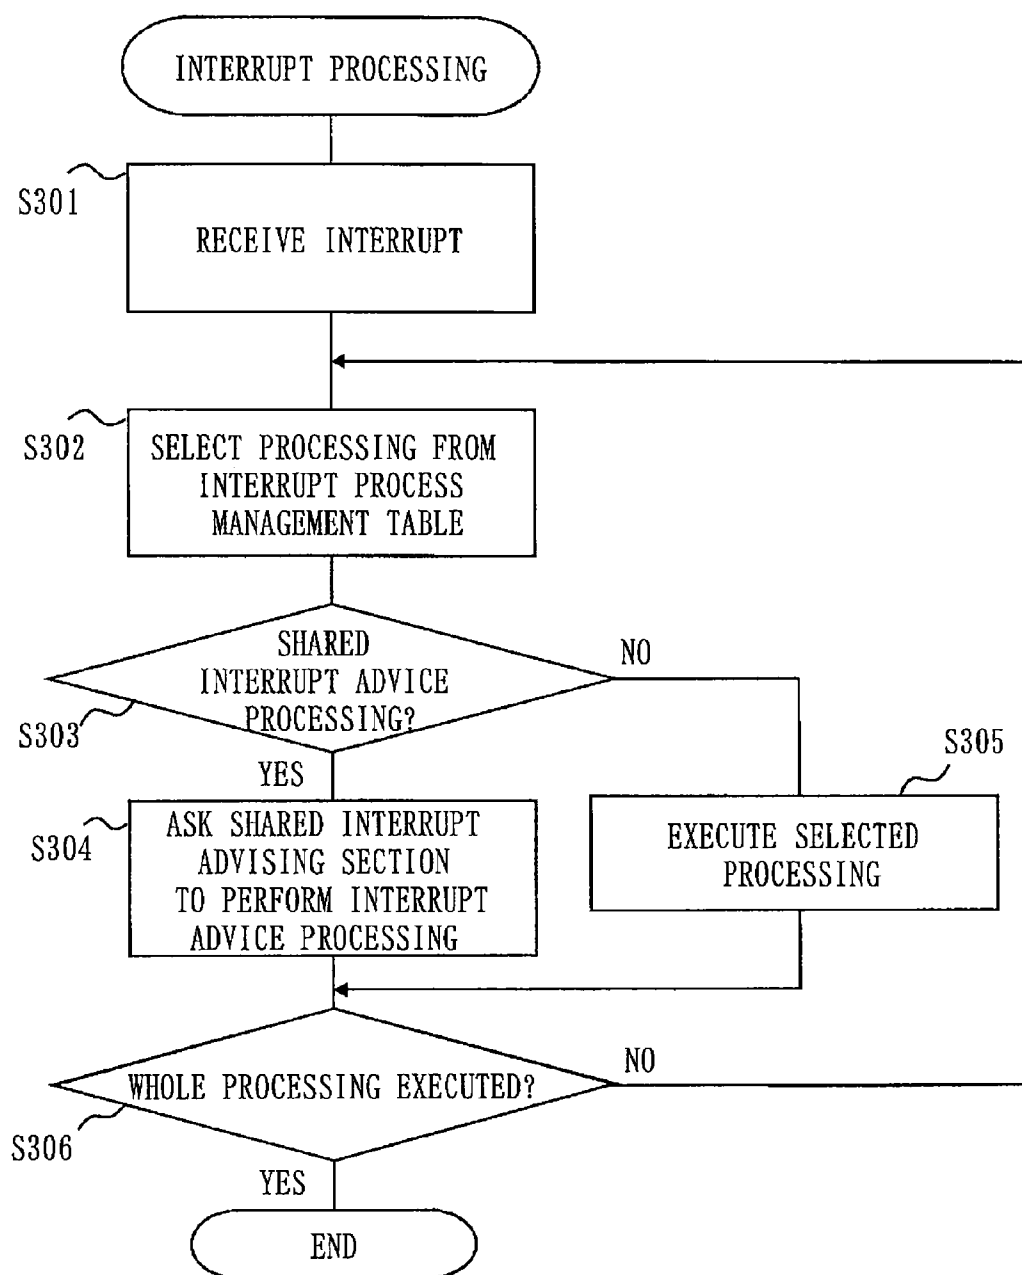 INTERRUPT PROCESSING
S301
RECEIVE INTERRUPT
S302
SELECT PROCESSING FROM
INTERRUPT PROCESS
MANAGEMENT TABLE
SHARED
INTERRUPT ADVICE
PROCESSING?
NO
S303
YES
S305
S304
ASK SHARED INTERRUPT
ADVISING SECTION
TO PERFORM INTERRUPT
ADVICE PROCESSING
EXECUTE SELECTED
PROCESSING
WHOLE PROCESSING EXECUTED?
NO
S306
YES
END